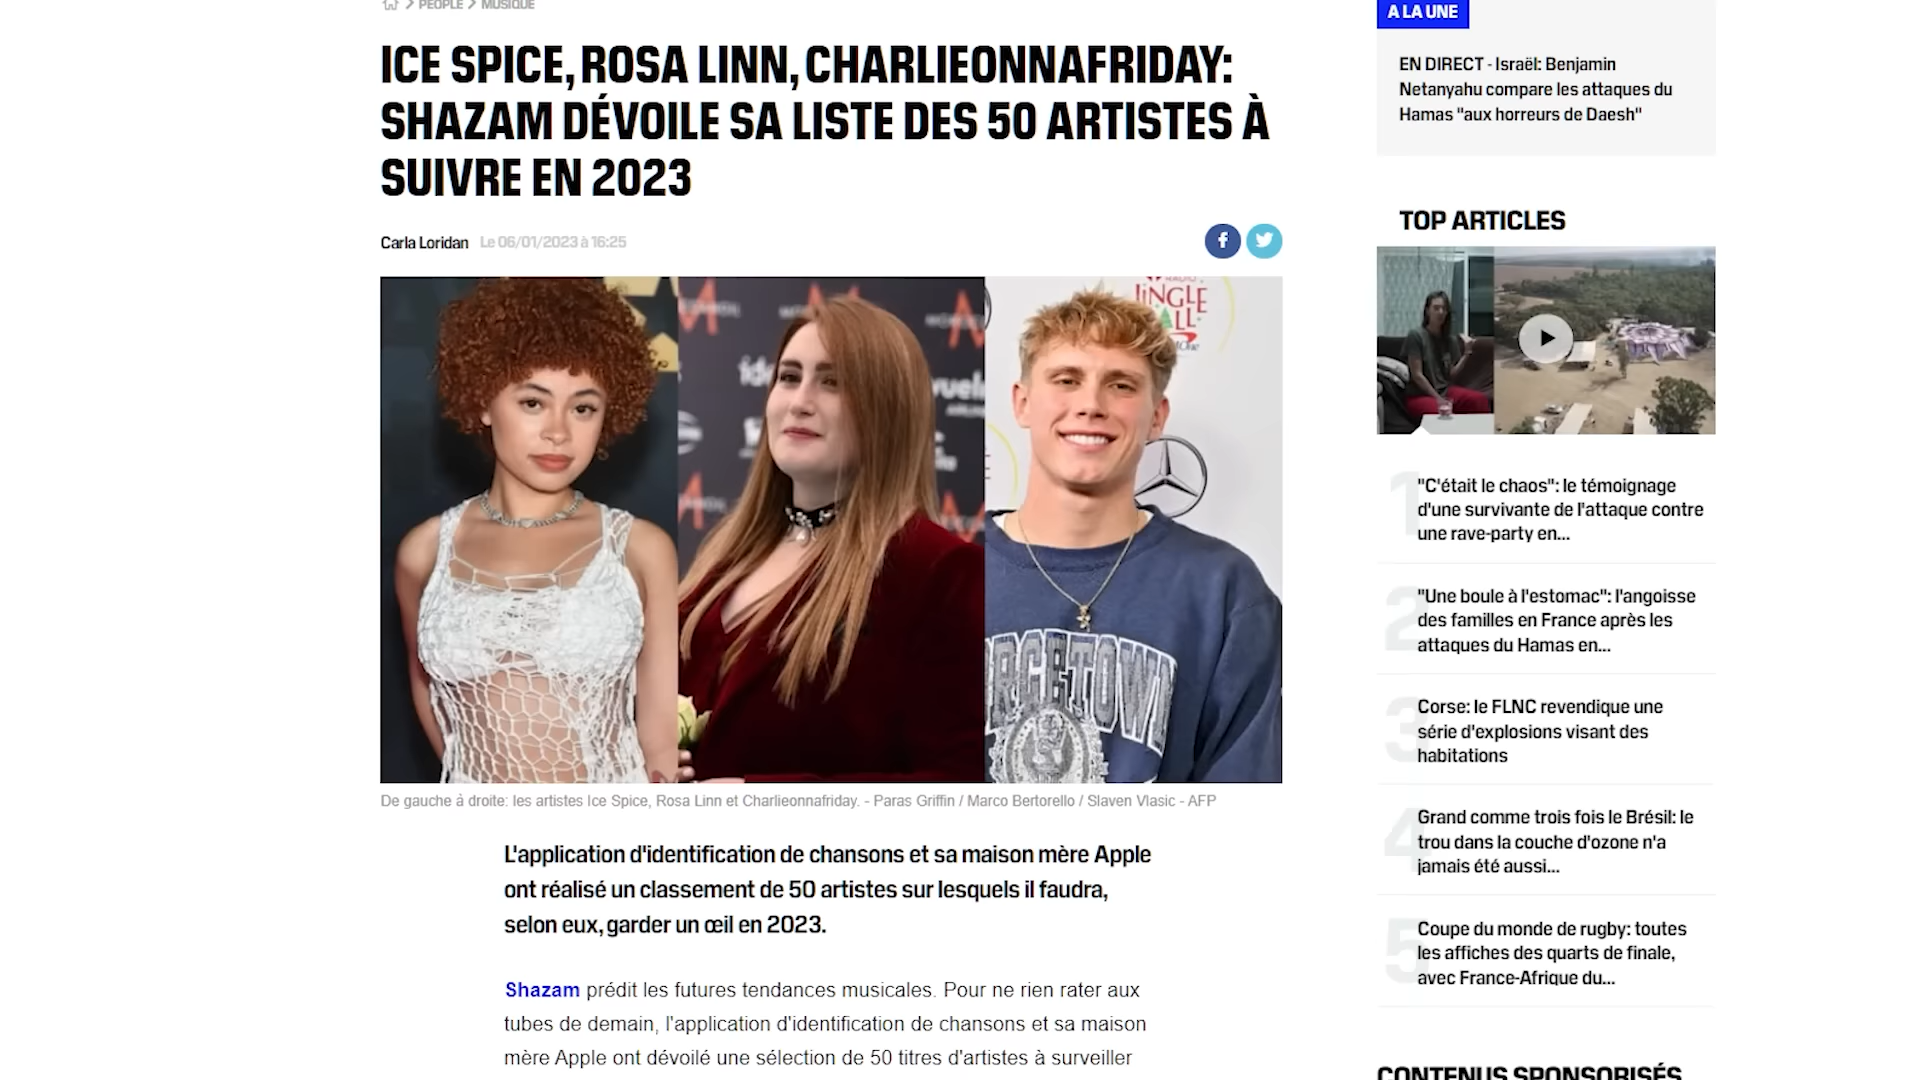 PEOPLE > MUSIQUE
ICE SPICE, ROSA LINN, CHARLIEONNAFRIDAY:
SHAZAM DÉVOILE SA LISTE DES 50 ARTISTES À
SUIVRE EN 2023
Carla Loridan Le 06/01/2023 à 16:25
JINGLE
ALL
RGETOWN
De gauche à droite: les artistes Ice Spice, Rosa Linn et Charlieonnafriday. - Paras Griffin / Marco Bertorello / Slaven Vlasic - AFP
L'application d'identification de chansons et sa maison mère Apple
ont réalisé un classement de 50 artistes sur lesquels il faudra,
selon eux, garder un œil en 2023.
Shazam prédit les futures tendances musicales. Pour ne rien rater aux
tubes de demain, l'application d'identification de chansons et sa maison
mère Apple ont dévoilé une sélection de 50 titres d'artistes à surveiller
A LA UNE
EN DIRECT - Israël: Benjamin
Netanyahu compare les attaques du
Hamas "aux horreurs de Daesh"
TOP ARTICLES
1
"C'était le chaos": le témoignage
d'une survivante de l'attaque contre
une rave-party en...
2
"Une boule à l'estomac": l'angoisse
des familles en France après les
attaques du Hamas en...
3
Corse: le FLNC revendique une
série d'explosions visant des
habitations
4
Grand comme trois fois le Brésil: le
trou dans la couche d'ozone n'a
jamais été aussi...
5
Coupe du monde de rugby: toutes
les affiches des quarts de finale,
avec France-Afrique du...
CONTENUS SPONSORISÉS